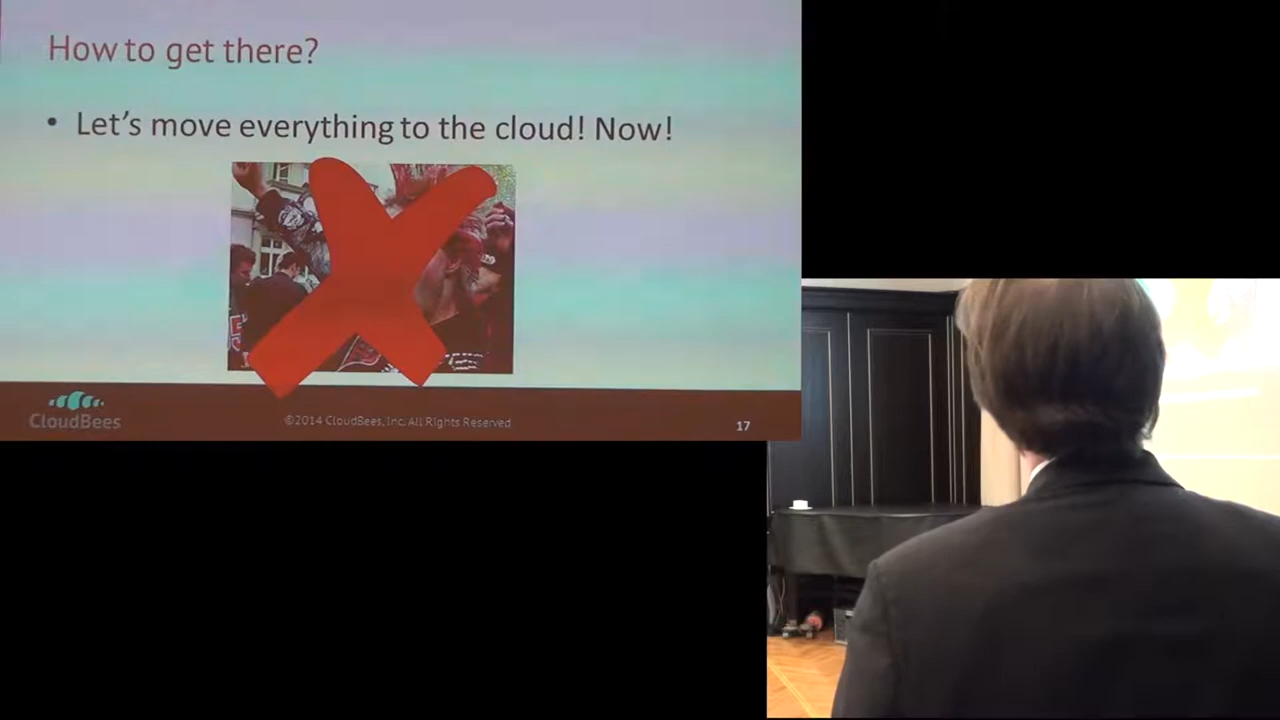 How to get there?
• Let's move everything to the cloud! Now!
CloudBees
©2014 CloudBees, Inc. All Rights Reserved
17